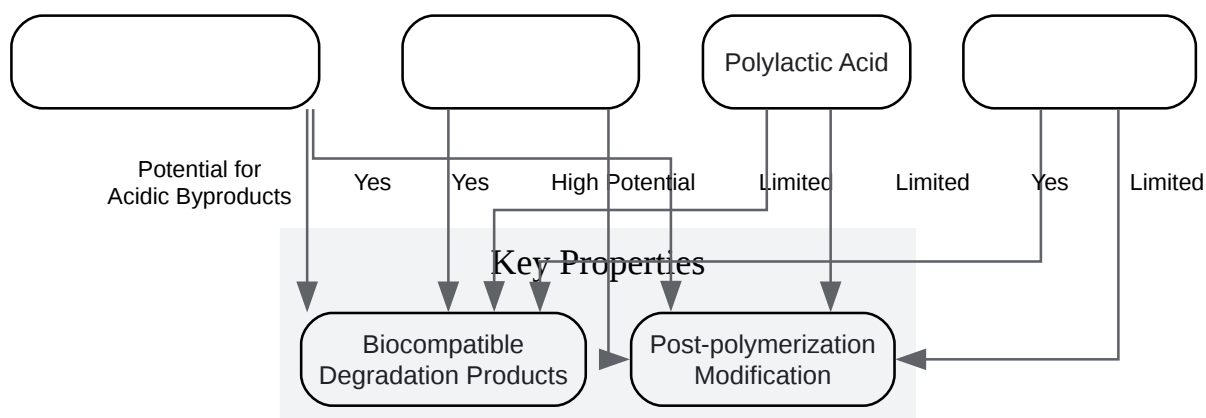 Polylactic Acid
Potential for
Acidic Byproducts
Yes
Yes
High Potential
Limited
Limited
Yes
Limited
Key Properties
Biocompatible
Degradation Products
Post-polymerization
Modification